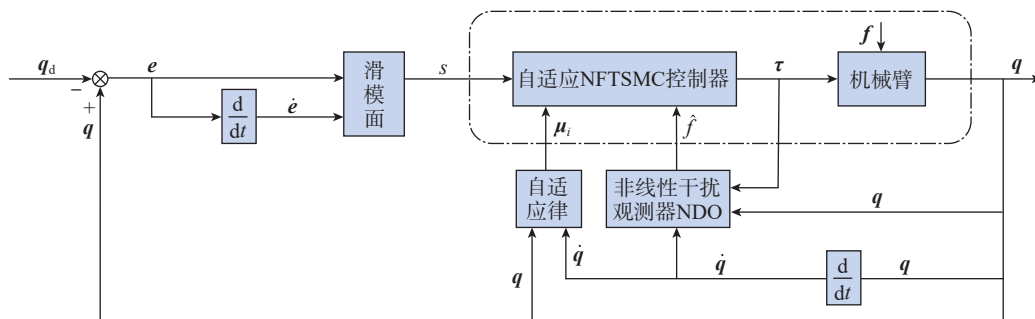 q_d
−
+
q
e
d
dt
ė
滑
模
面
s
自适应NFTSMC控制器
τ
f
机械臂
q
μ_i
f̂
自适
应律
非线性干扰
观测器NDO
q
q
q̇
q̇
d
dt
q